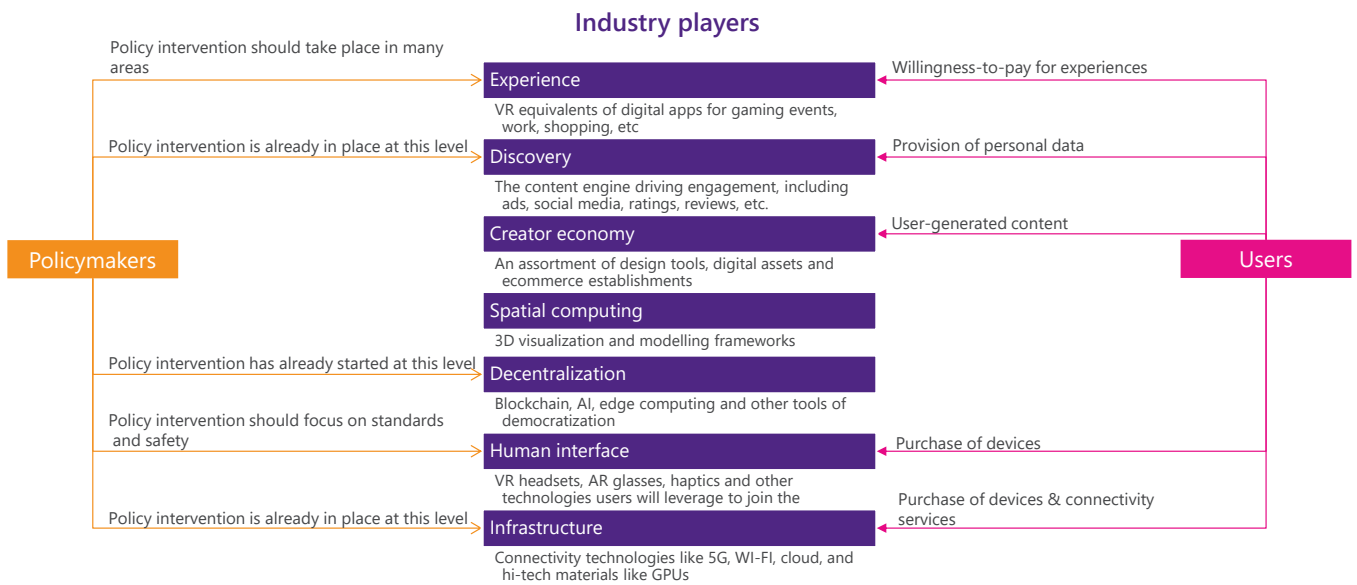 Industry players
Policy intervention should take place in many
areas
Experience
Willingness-to-pay for experiences
VR equivalents of digital apps for gaming events,
work, shopping, etc
Policy intervention is already in place at this level
Discovery
Provision of personal data
The content engine driving engagement, including
ads, social media, ratings, reviews, etc.
Creator economy
User-generated content
Policymakers
An assortment of design tools, digital assets and
ecommerce establishments
Users
Spatial computing
3D visualization and modelling frameworks
Policy intervention has already started at this level
Decentralization
Blockchain, AI, edge computing and other tools of
democratization
Policy intervention should focus on standards
and safety
Human interface
Purchase of devices
VR headsets, AR glasses, haptics and other
technologies users will leverage to join the
Policy intervention is already in place at this level
Infrastructure
Purchase of devices & connectivity
services
Connectivity technologies like 5G, WI-FI, cloud, and
hi-tech materials like GPUs